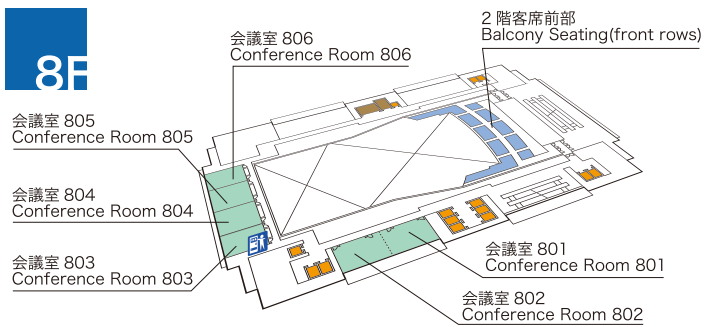 8F
会議室 806
Conference Room 806
2 階客席前部
Balcony Seating(front rows)
会議室 805
Conference Room 805
会議室 804
Conference Room 804
会議室 803
Conference Room 803
会議室 801
Conference Room 801
会議室 802
Conference Room 802